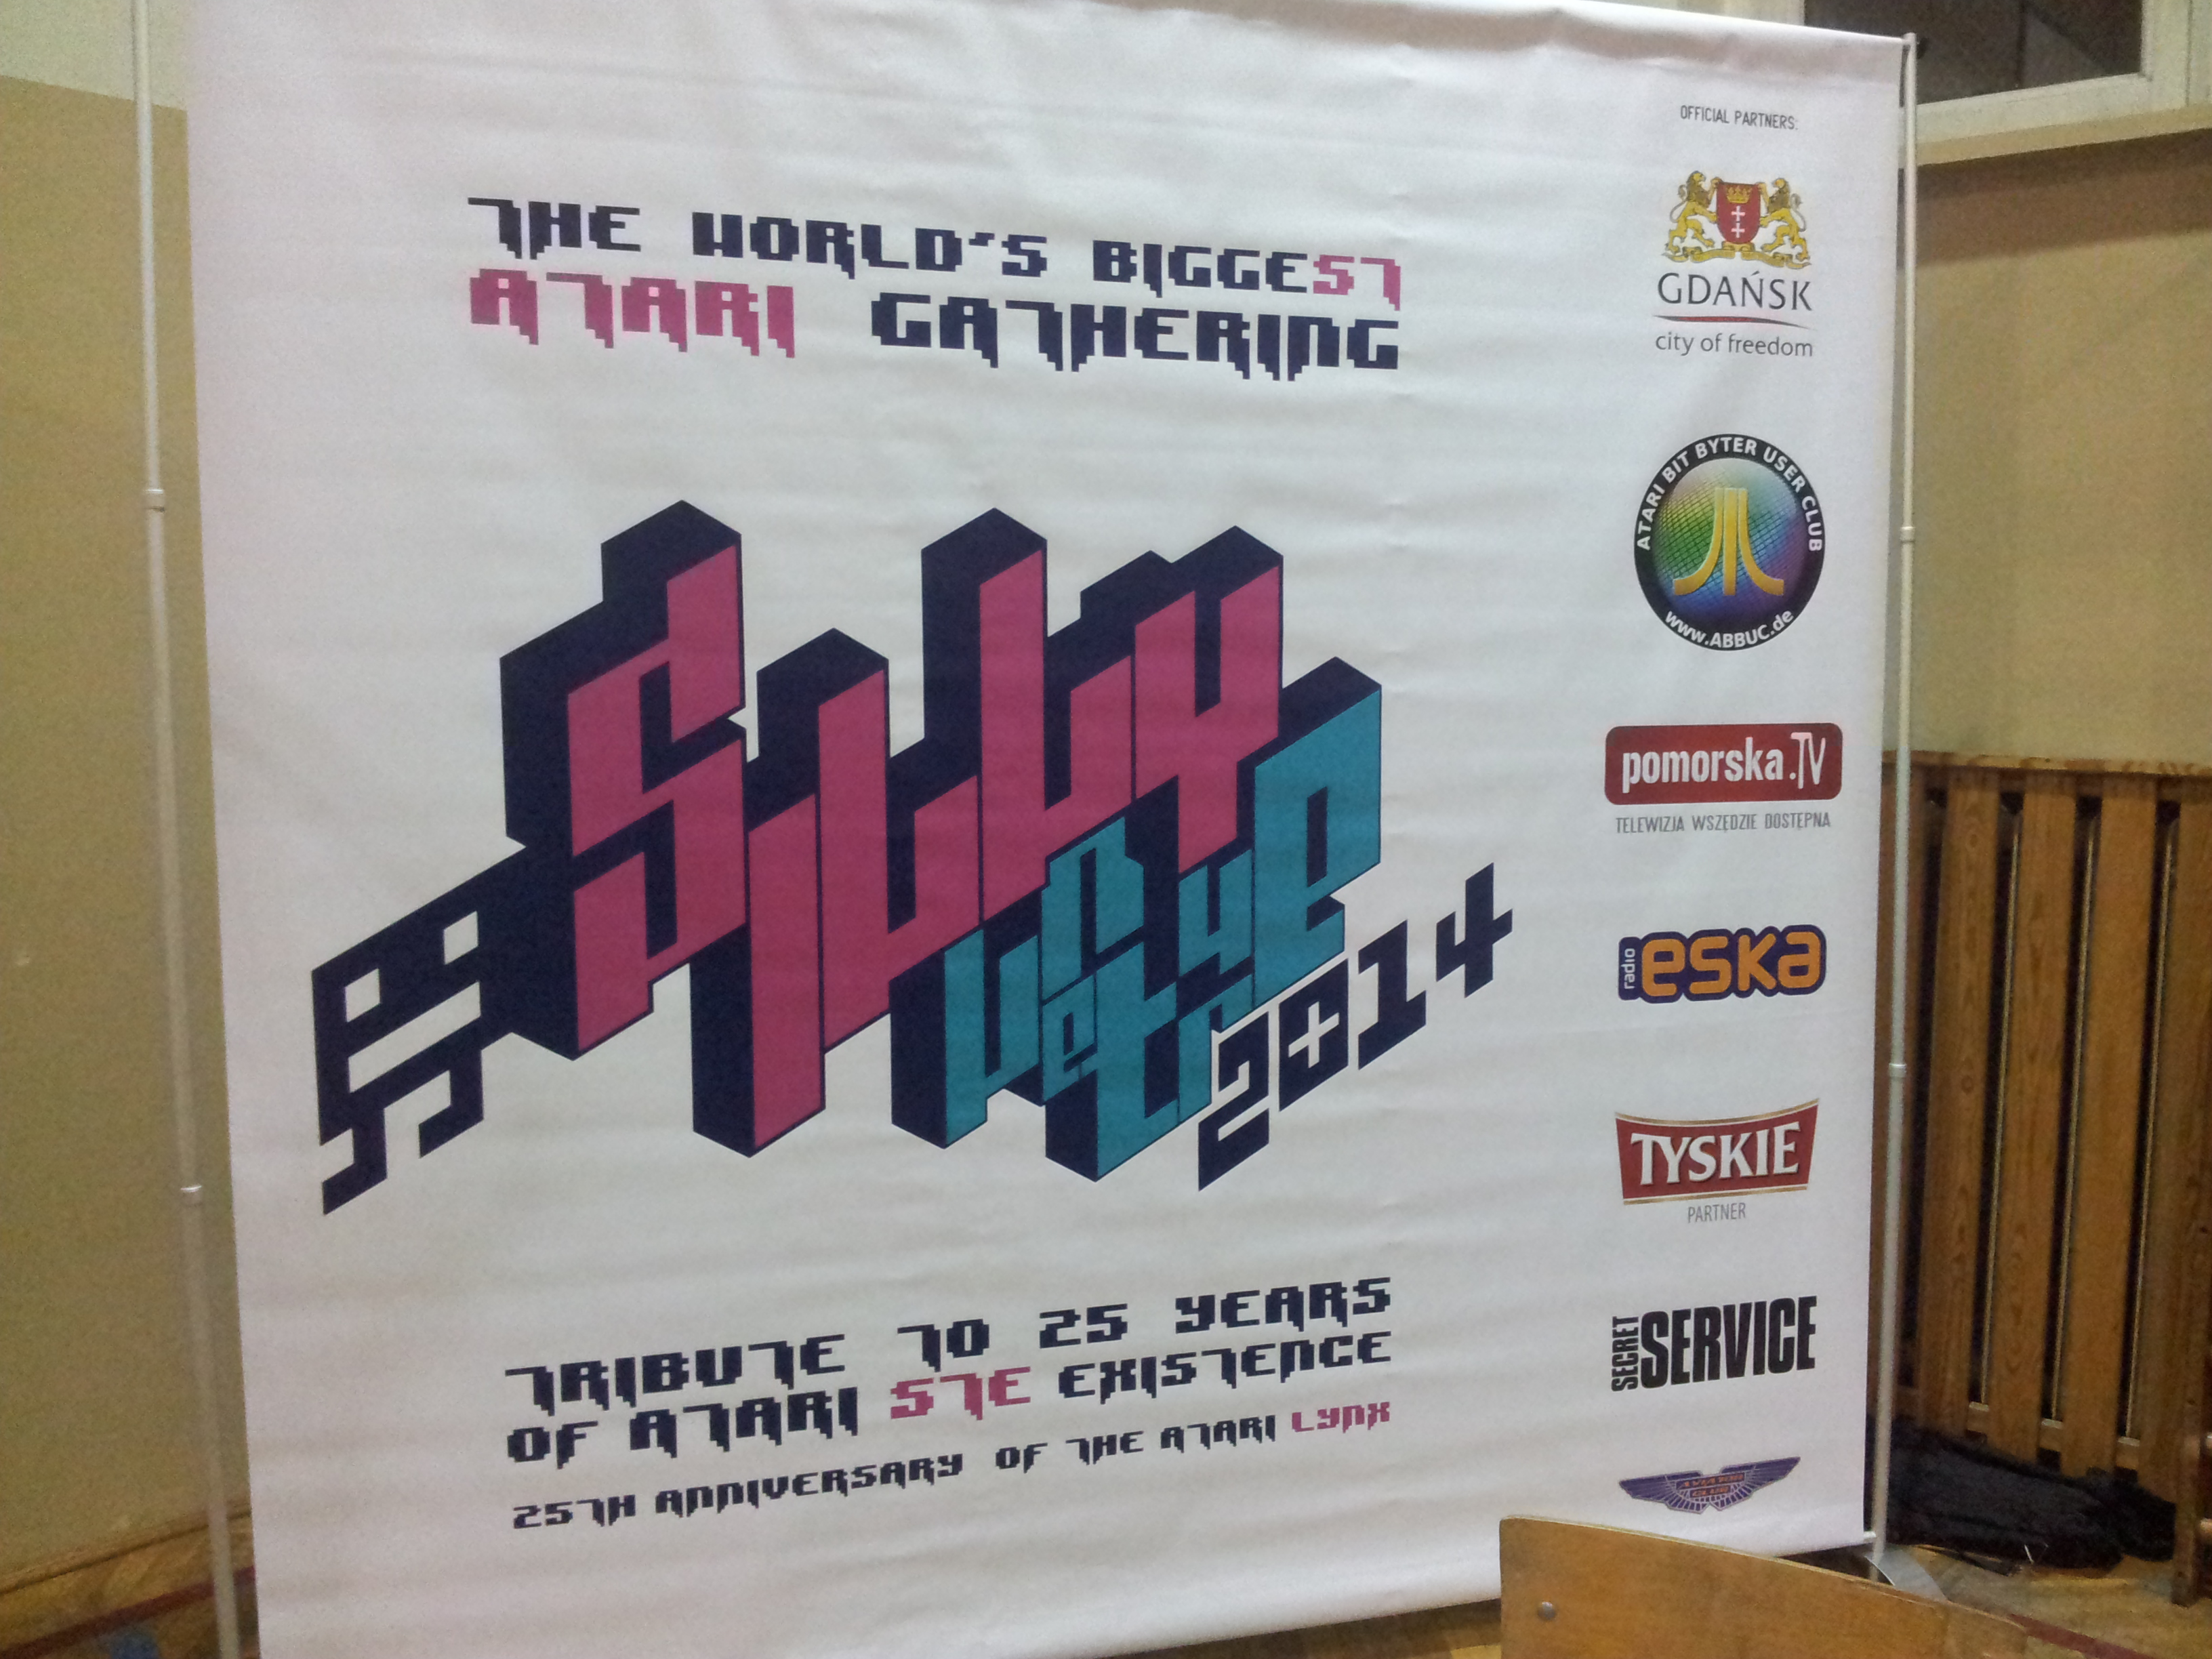 THE WORLD'S BIGGEST
ATARI GATHERING
SILLY
VENTURE
2014
TRIBUTE TO 25 YEARS
OF ATARI STE EXISTENCE
25TH ANNIVERSARY OF THE ATARI LYNX
OFFICIAL PARTNERS:
GDAŃSK
city of freedom
ATARI BIT BYTER USER CLUB
www.ABBUC.de
pomorska.TV
TELEWIZJA WSZĘDZIE DOSTĘPNA
radio eska
TYSKIE
PARTNER
SECRET SERVICE
AVIATOR
CLUB